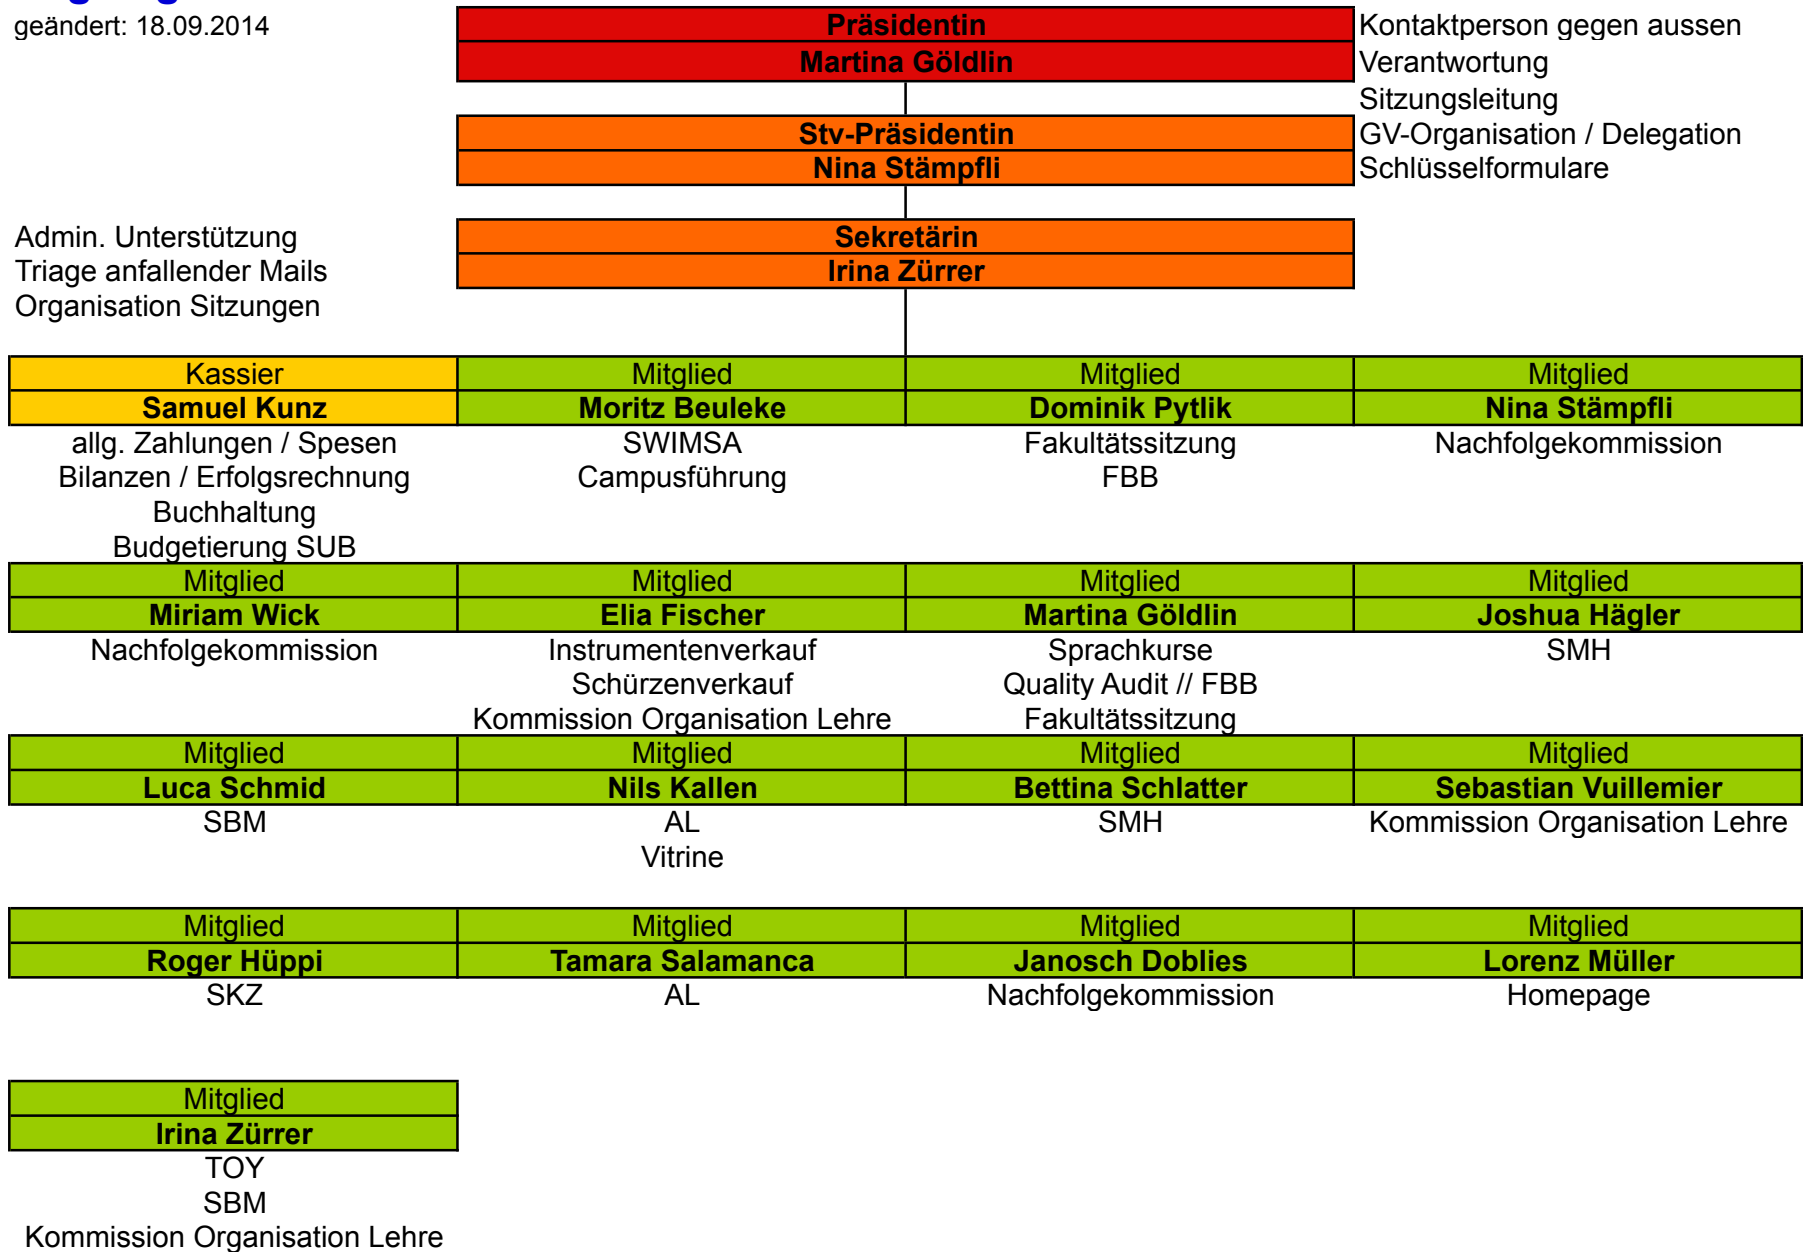 geändert: 18.09.2014
Präsidentin
Kontaktperson gegen aussen
Martina Göldlin
Verantwortung
Sitzungsleitung
Stv-Präsidentin
GV-Organisation / Delegation
Nina Stämpfli
Schlüsselformulare
Admin. Unterstützung
Sekretärin
Triage anfallender Mails
Irina Zürrer
Organisation Sitzungen
Kassier
Mitglied
Mitglied
Mitglied
Samuel Kunz
Moritz Beuleke
Dominik Pytlik
Nina Stämpfli
allg. Zahlungen / Spesen
SWIMSA
Fakultätssitzung
Nachfolgekommission
Bilanzen / Erfolgsrechnung
Campusführung
FBB
Buchhaltung
Budgetierung SUB
Mitglied
Mitglied
Mitglied
Mitglied
Miriam Wick
Elia Fischer
Martina Göldlin
Joshua Hägler
Nachfolgekommission
Instrumentenverkauf
Sprachkurse
SMH
Schürzenverkauf
Quality Audit // FBB
Kommission Organisation Lehre
Fakultätssitzung
Mitglied
Mitglied
Mitglied
Mitglied
Luca Schmid
Nils Kallen
Bettina Schlatter
Sebastian Vuillemier
SBM
AL
SMH
Kommission Organisation Lehre
Vitrine
Mitglied
Mitglied
Mitglied
Mitglied
Roger Hüppi
Tamara Salamanca
Janosch Doblies
Lorenz Müller
SKZ
AL
Nachfolgekommission
Homepage
Mitglied
Irina Zürrer
TOY
SBM
Kommission Organisation Lehre